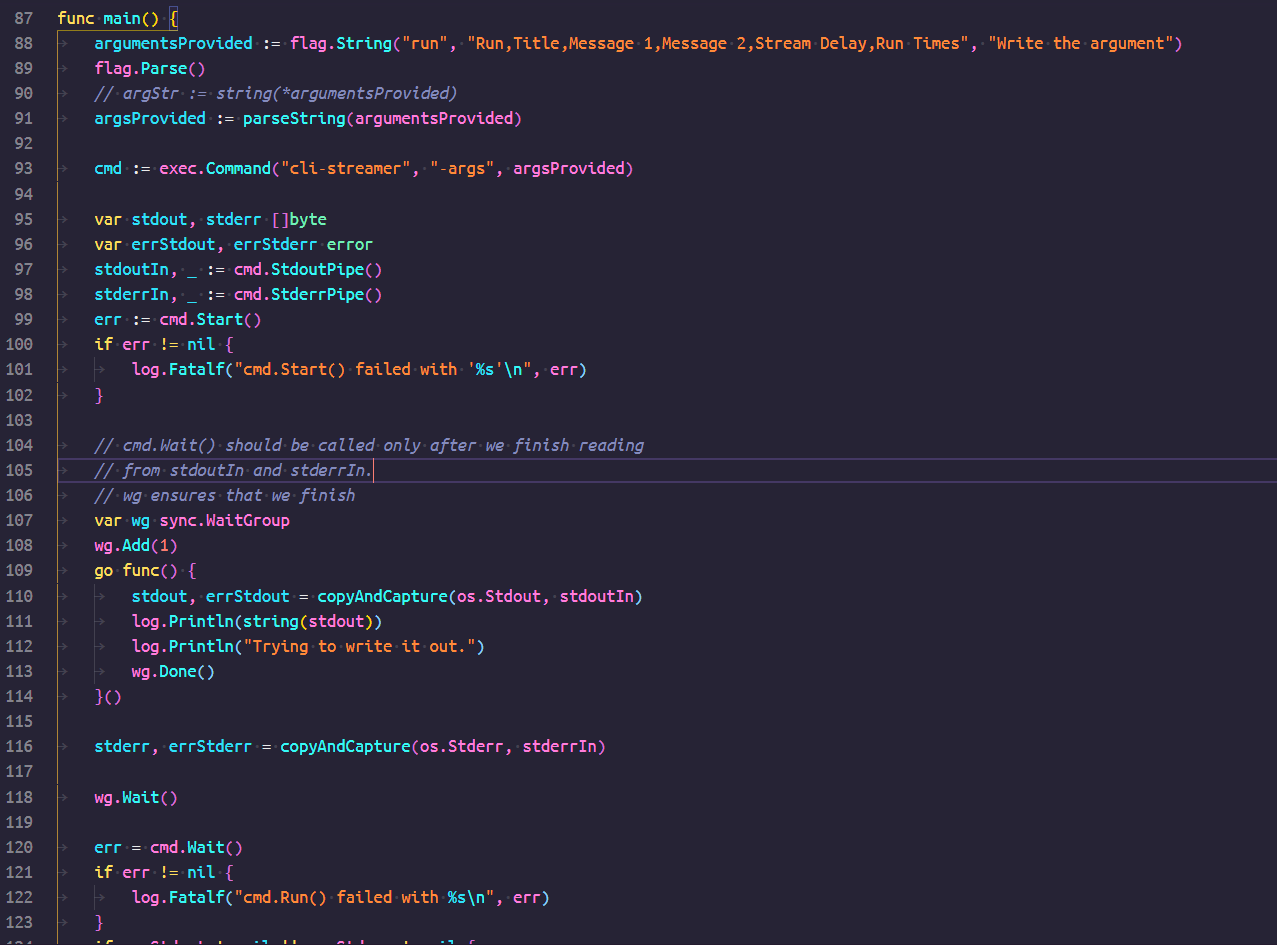 87 func main() {
88 argumentsProvided := flag.String("run", "Run,Title,Message 1,Message 2,Stream Delay,Run Times", "Write the argument")
89 flag.Parse()
90 // argStr := string(*argumentsProvided)
91 argsProvided := parseString(argumentsProvided)
92
93 cmd := exec.Command("cli-streamer", "-args", argsProvided)
94
95 var stdout, stderr []byte
96 var errStdout, errStderr error
97 stdoutIn, _ := cmd.StdoutPipe()
98 stderrIn, _ := cmd.StderrPipe()
99 err := cmd.Start()
100 if err != nil {
101 log.Fatalf("cmd.Start() failed with '%s'\n", err)
102 }
103
104 // cmd.Wait() should be called only after we finish reading
105 // from stdoutIn and stderrIn.
106 // wg ensures that we finish
107 var wg sync.WaitGroup
108 wg.Add(1)
109 go func() {
110 stdout, errStdout = copyAndCapture(os.Stdout, stdoutIn)
111 log.Println(string(stdout))
112 log.Println("Trying to write it out.")
113 wg.Done()
114 }()
115
116 stderr, errStderr = copyAndCapture(os.Stderr, stderrIn)
117
118 wg.Wait()
119
120 err = cmd.Wait()
121 if err != nil {
122 log.Fatalf("cmd.Run() failed with %s\n", err)
123 }